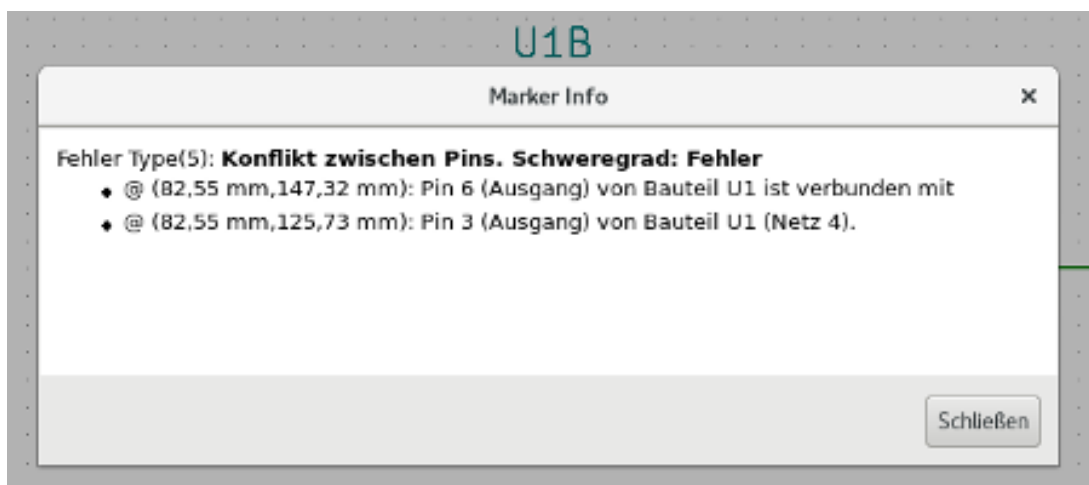 U1B
Marker Info
Fehler Type(5): Konflikt zwischen Pins. Schweregrad: Fehler
@ (82,55 mm,147,32 mm): Pin 6 (Ausgang) von Bauteil U1 ist verbunden mit
@ (82,55 mm,125,73 mm): Pin 3 (Ausgang) von Bauteil U1 (Netz 4).
Schließen